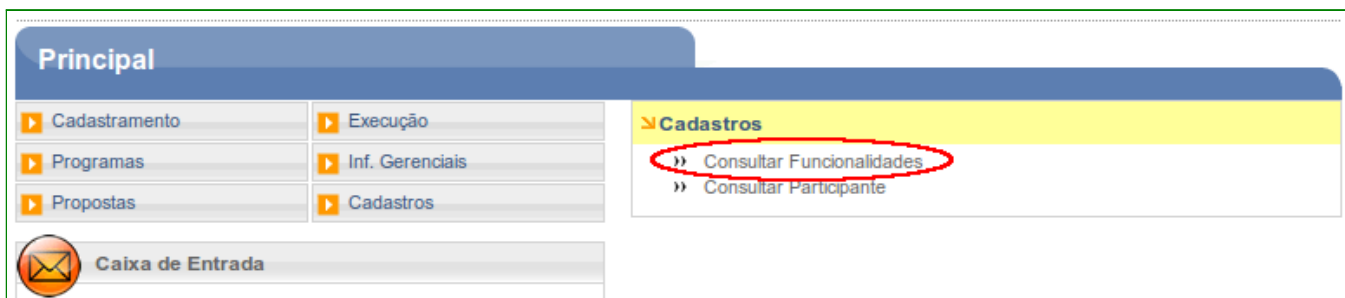 Principal
Cadastramento
Execução
Programas
Inf. Gerenciais
Propostas
Cadastros
Cadastros
Consultar Funcionalidades
Consultar Participante
Caixa de Entrada